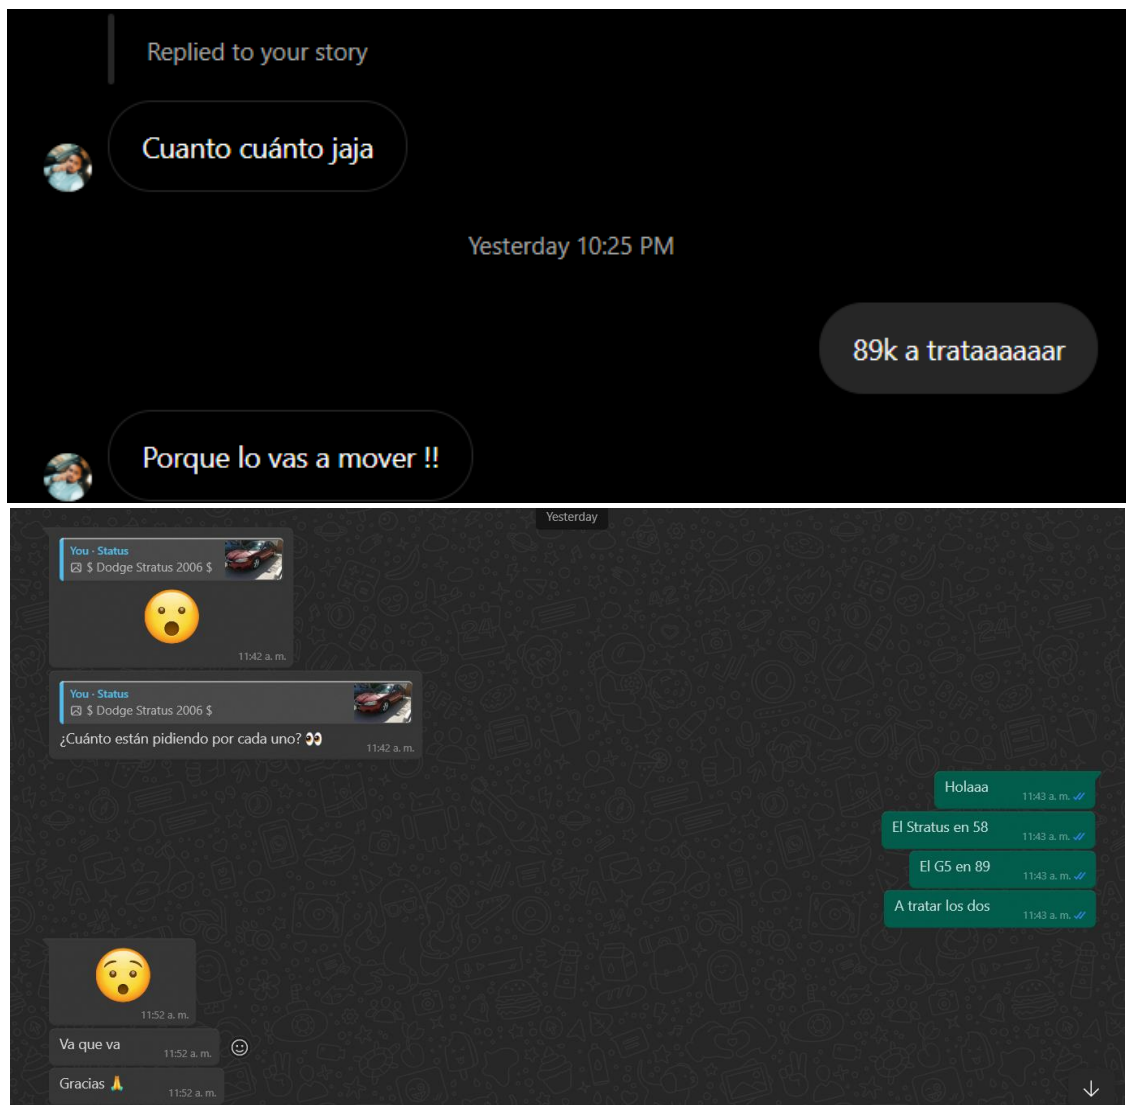 Replied to your story
Cuanto cuánto jaja
Yesterday 10:25 PM
89k a trataaaaaaar
Porque lo vas a mover !!
Yesterday
You · Status
$ Dodge Stratus 2006 $
😮
11:42 a. m.
You · Status
$ Dodge Stratus 2006 $
¿Cuánto están pidiendo por cada uno? 👀
11:42 a. m.
Holaaa
11:43 a. m.
El Stratus en 58
11:43 a. m.
El G5 en 89
11:43 a. m.
A tratar los dos
11:43 a. m.
😯
11:52 a. m.
Va que va
11:52 a. m.
Gracias 🙏
11:52 a. m.